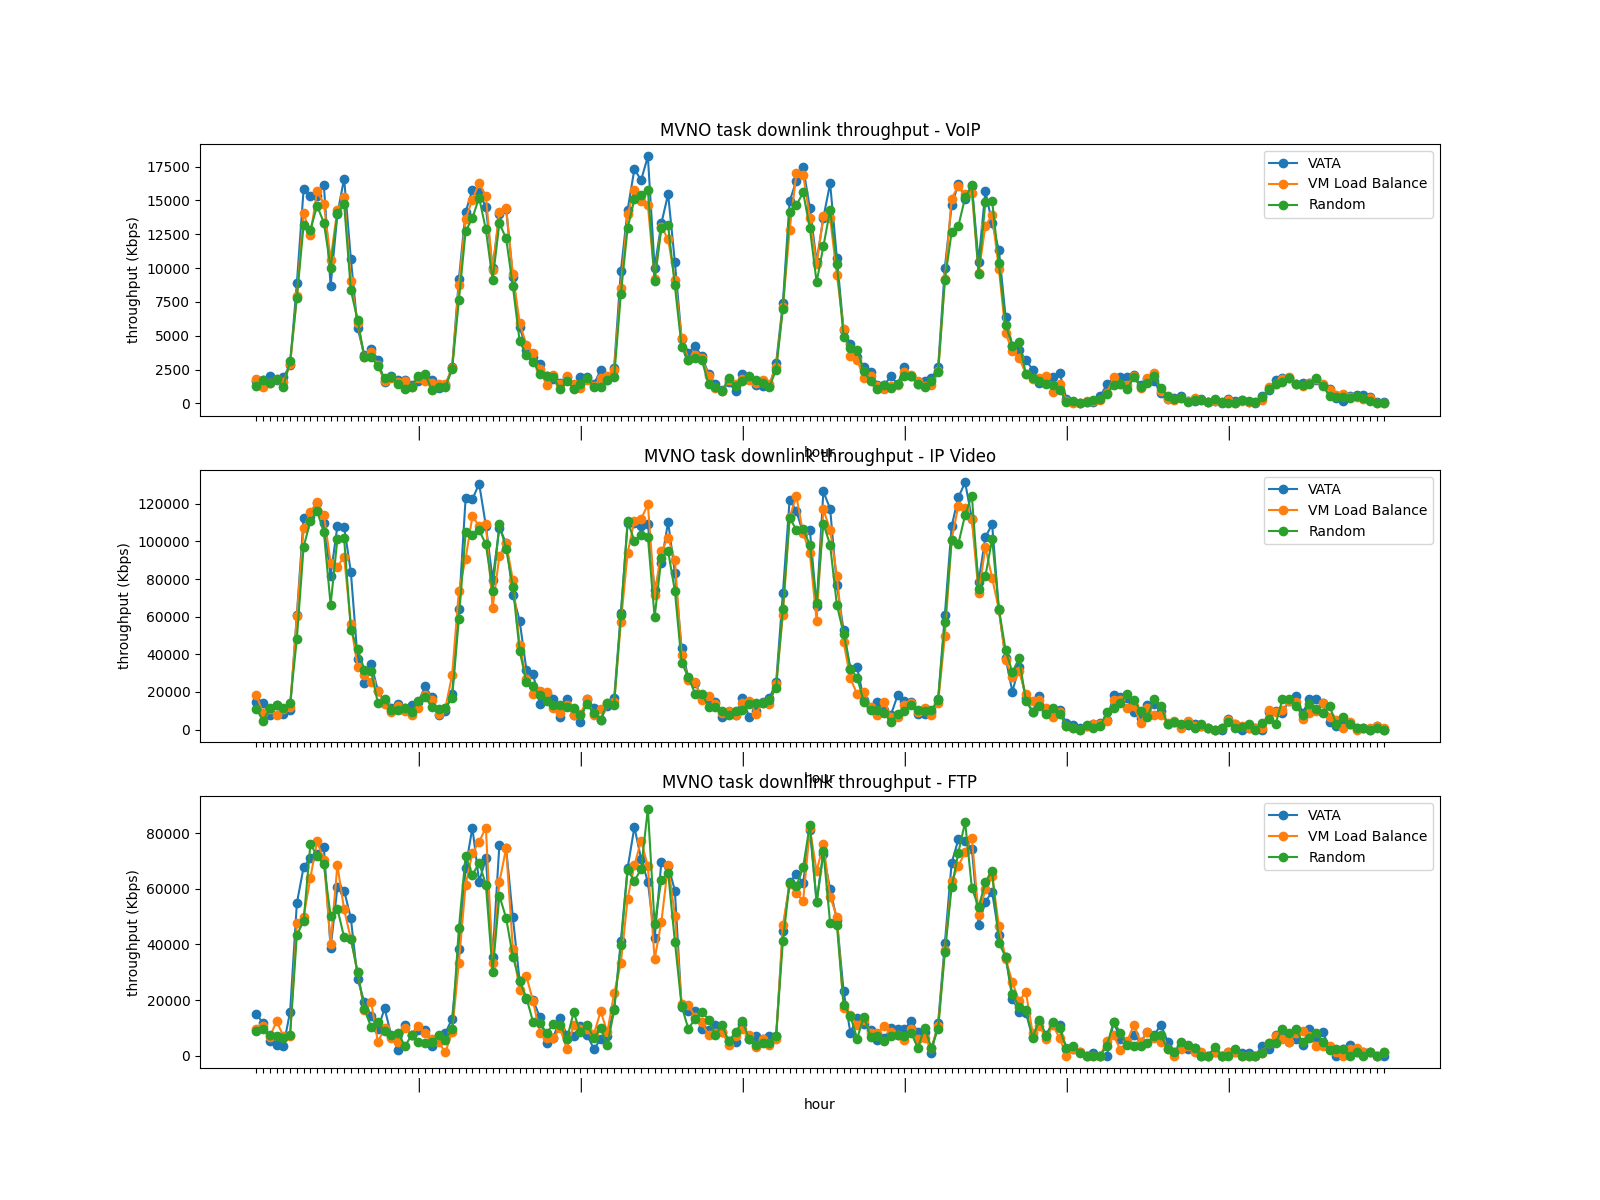 MVNO task downlink throughput - VoIP
throughput (Kbps)
17500
15000
12500
10000
7500
5000
2500
0
VATA
VM Load Balance
Random
hour
MVNO task downlink throughput - IP Video
throughput (Kbps)
120000
100000
80000
60000
40000
20000
0
VATA
VM Load Balance
Random
hour
MVNO task downlink throughput - FTP
throughput (Kbps)
80000
60000
40000
20000
0
VATA
VM Load Balance
Random
hour